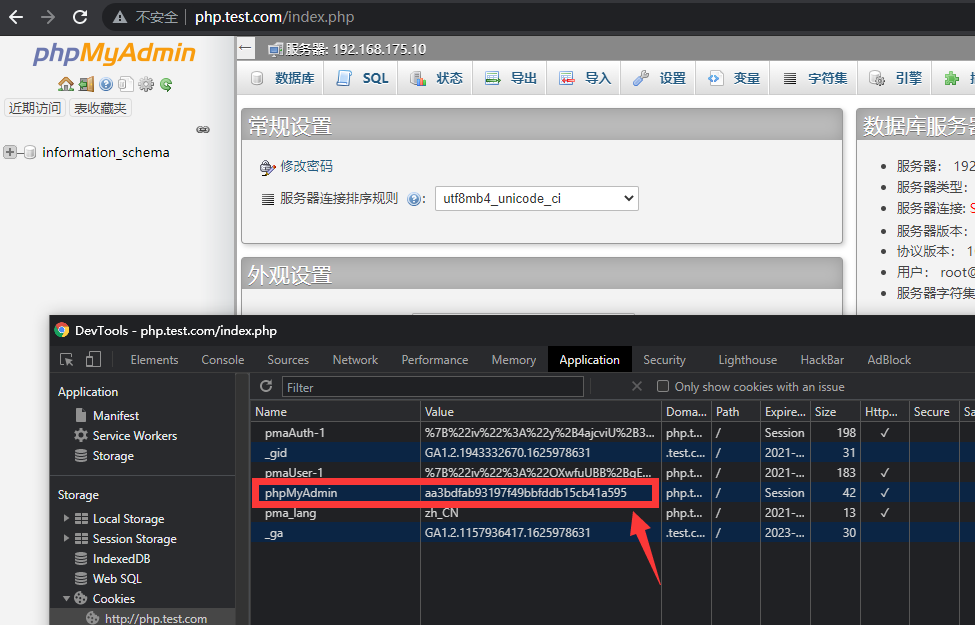 不安全 php.test.com/index.php
phpMyAdmin
服务器: 192.168.175.10
数据库 SQL 状态 导出 导入 设置 变量 字符集 引擎
近期访问 表收藏夹
information_schema
常规设置
修改密码
服务器连接排序规则 : utf8mb4_unicode_ci
外观设置
数据库服务器
服务器: 192
服务器类型:
服务器连接:
服务器版本:
协议版本: 1
用户: root@
服务器字符集
DevTools - php.test.com/index.php
Elements Console Sources Network Performance Memory Application Security Lighthouse HackBar AdBlock
Application
Manifest
Service Workers
Storage
Storage
Local Storage
Session Storage
IndexedDB
Web SQL
Cookies
http://php.test.com
Filter Only show cookies with an issue
Name Value Doma... Path Expire... Size Http... Secure Sa
pmaAuth-1 %7B%22iv%22%3A%22y%2B4ajcviU%2B3... php.t... / Session 198 ✓
_gid GA1.2.1943332670.1625978631 .test.c... / 2021-... 31
pmaUser-1 %7B%22iv%22%3A%22OXwfuUBB%2BgE... php.t... / 2021-... 183 ✓
phpMyAdmin aa3bdfab93197f49bbfddb15cb41a595 php.t... / Session 42 ✓
pma_lang zh_CN php.t... / 2021-... 13 ✓
_ga GA1.2.1157936417.1625978631 .test.c... / 2023-... 30